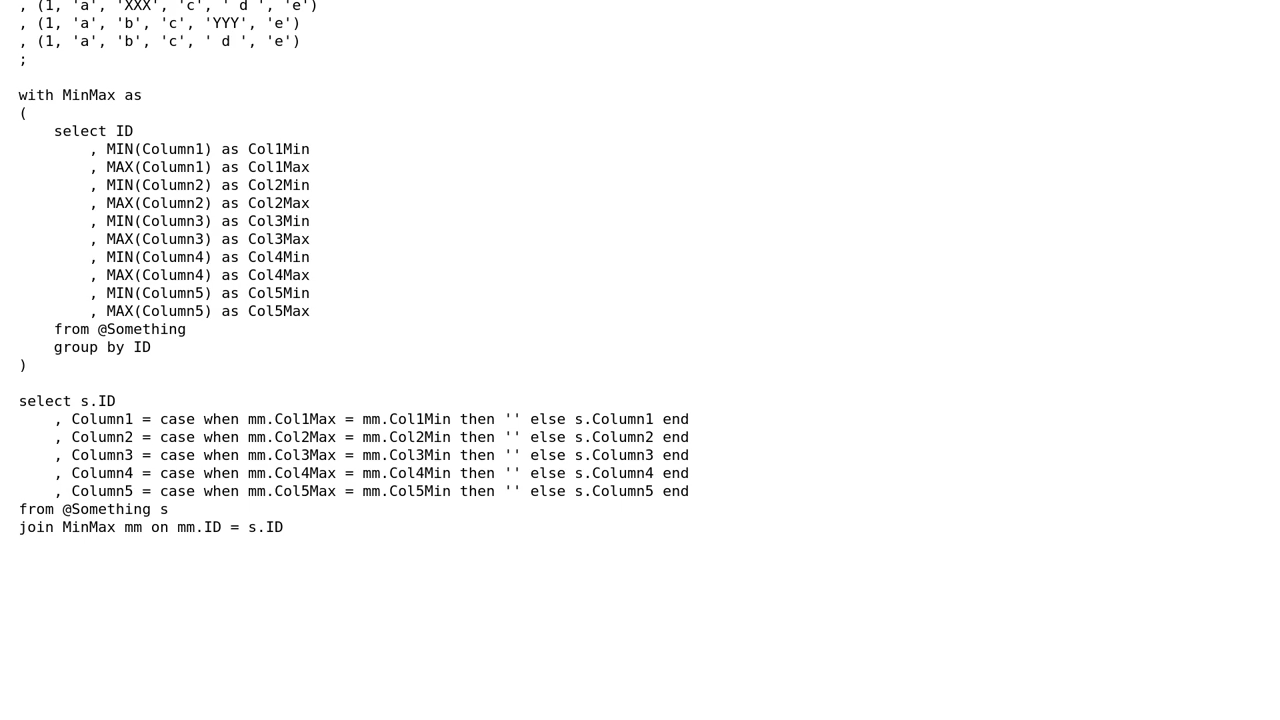 , (1, 'a', 'XXX', 'c', ' d ', 'e')
, (1, 'a', 'b', 'c', 'YYY', 'e')
, (1, 'a', 'b', 'c', ' d ', 'e')
;

with MinMax as
(
    select ID
        , MIN(Column1) as Col1Min
        , MAX(Column1) as Col1Max
        , MIN(Column2) as Col2Min
        , MAX(Column2) as Col2Max
        , MIN(Column3) as Col3Min
        , MAX(Column3) as Col3Max
        , MIN(Column4) as Col4Min
        , MAX(Column4) as Col4Max
        , MIN(Column5) as Col5Min
        , MAX(Column5) as Col5Max
    from @Something
    group by ID
)

select s.ID
    , Column1 = case when mm.Col1Max = mm.Col1Min then '' else s.Column1 end
    , Column2 = case when mm.Col2Max = mm.Col2Min then '' else s.Column2 end
    , Column3 = case when mm.Col3Max = mm.Col3Min then '' else s.Column3 end
    , Column4 = case when mm.Col4Max = mm.Col4Min then '' else s.Column4 end
    , Column5 = case when mm.Col5Max = mm.Col5Min then '' else s.Column5 end
from @Something s
join MinMax mm on mm.ID = s.ID